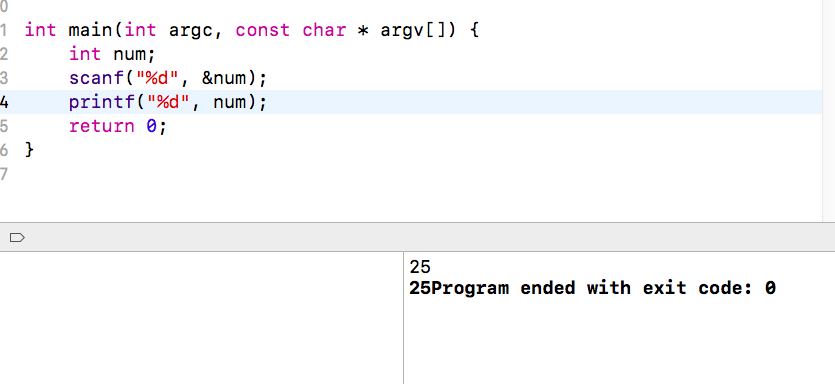 0
1 int main(int argc, const char * argv[]) {
2     int num;
3     scanf("%d", &num);
4     printf("%d", num);
5     return 0;
6 }
7
25
25Program ended with exit code: 0